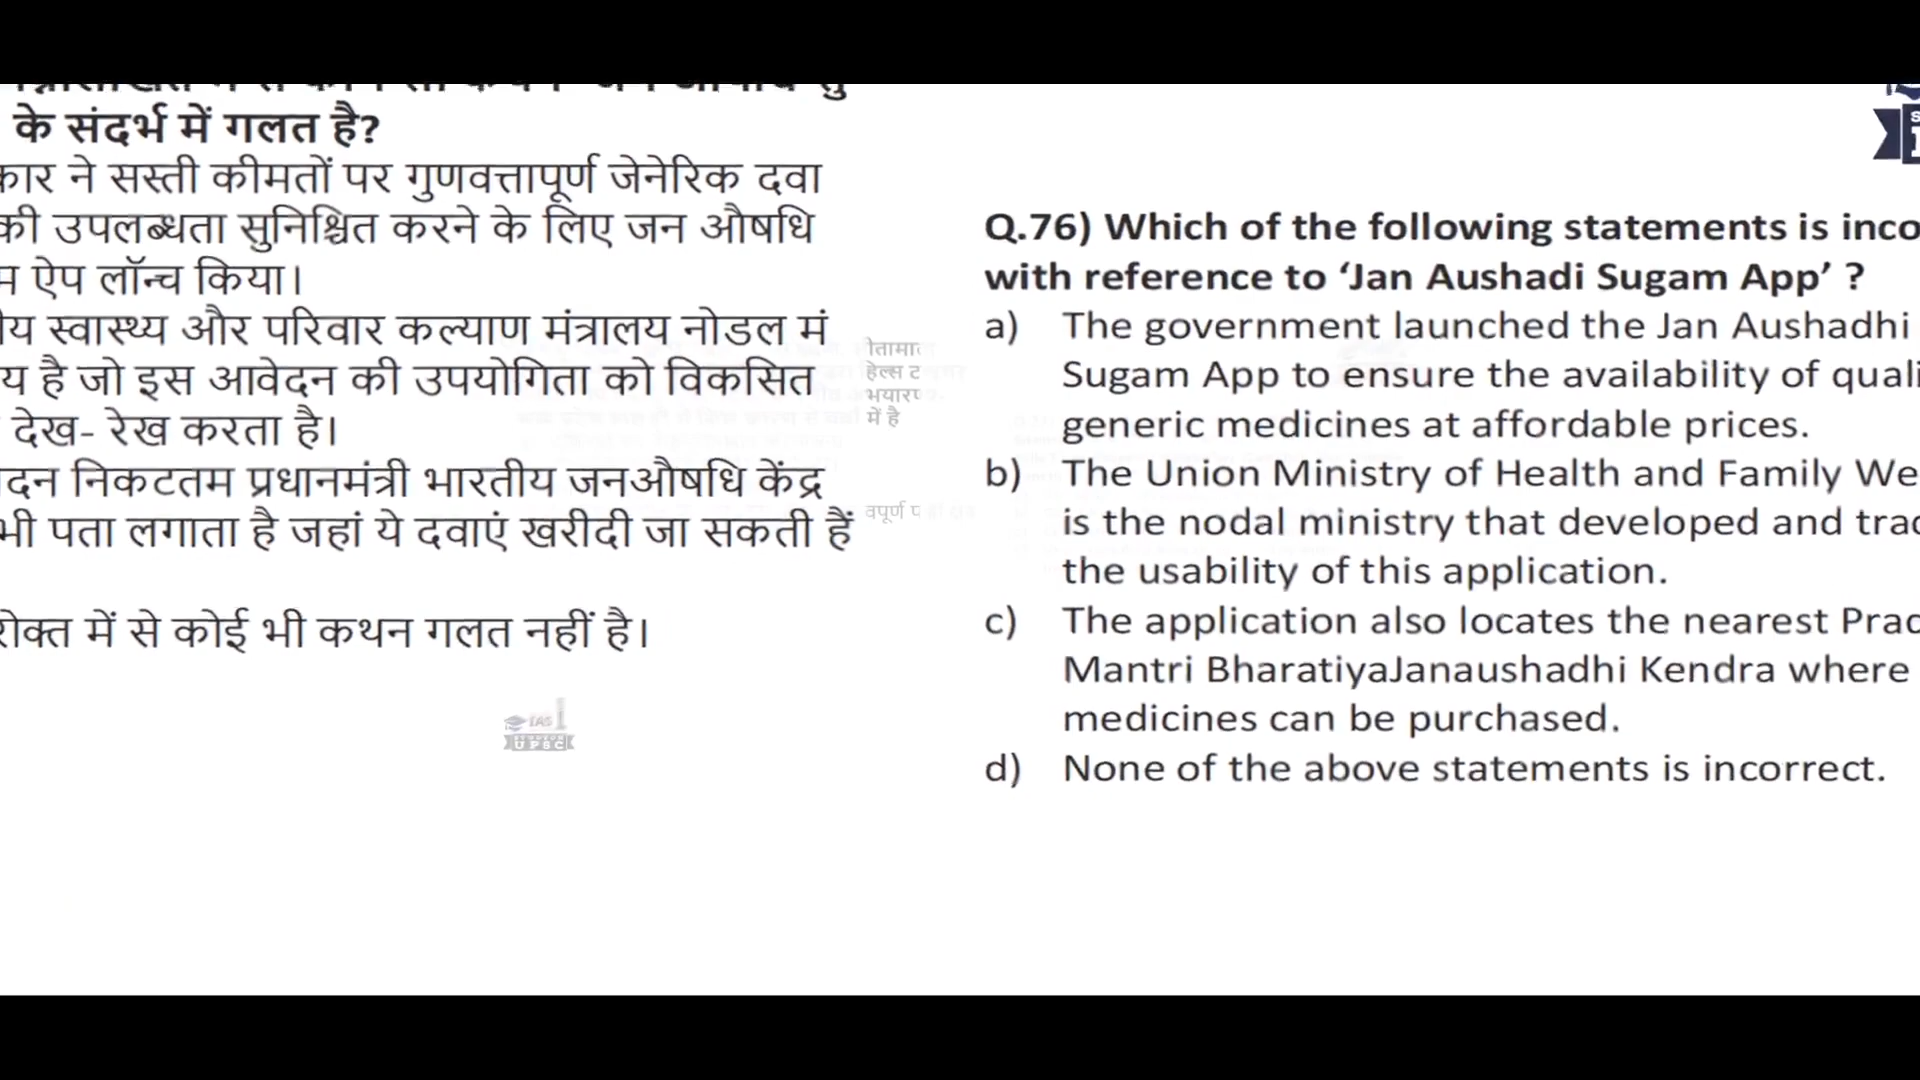 के संदर्भ में गलत है?
कार ने सस्ती कीमतों पर गुणवत्तापूर्ण जेनेरिक दवा
की उपलब्धता सुनिश्चित करने के लिए जन औषधि
म ऐप लॉन्च किया।
ीय स्वास्थ्य और परिवार कल्याण मंत्रालय नोडल मं
य है जो इस आवेदन की उपयोगिता को विकसित
देख- रेख करता है।
दन निकटतम प्रधानमंत्री भारतीय जनऔषधि केंद्र
भी पता लगाता है जहां ये दवाएं खरीदी जा सकती हैं
रोक्त में से कोई भी कथन गलत नहीं है।
IAS
UPSC
हेल्स ट
में है
वपूर्ण प
Q.76) Which of the following statements is inco
with reference to ‘Jan Aushadi Sugam App’ ?
a) The government launched the Jan Aushadhi
Sugam App to ensure the availability of quali
generic medicines at affordable prices.
b) The Union Ministry of Health and Family We
is the nodal ministry that developed and trac
the usability of this application.
c) The application also locates the nearest Prad
Mantri BharatiyaJanaushadhi Kendra where
medicines can be purchased.
d) None of the above statements is incorrect.